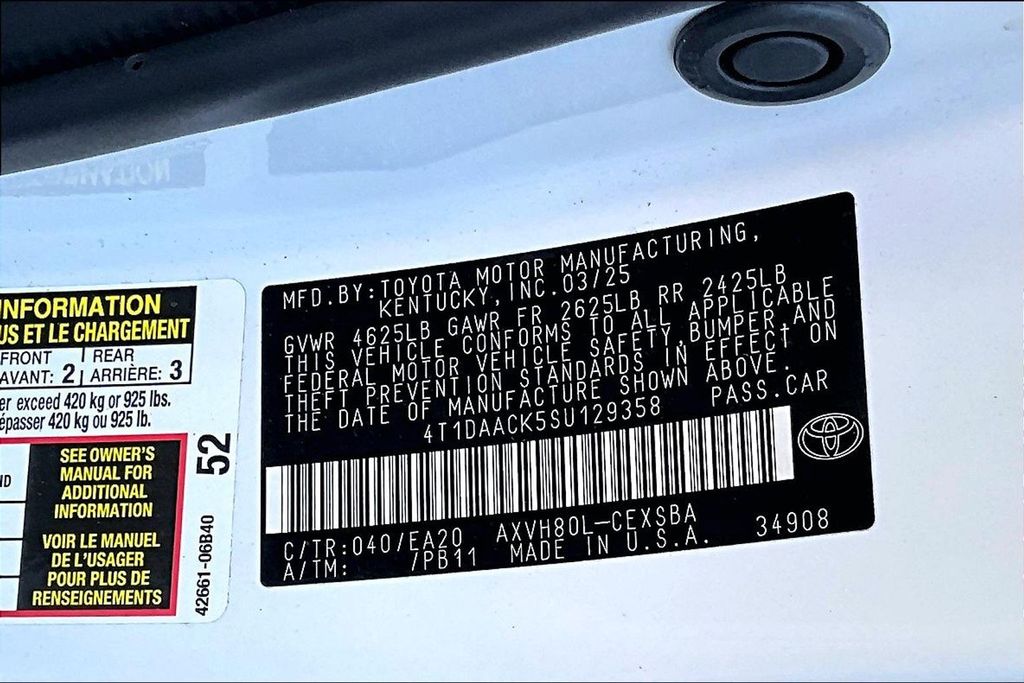 INFORMATION
US ET LE CHARGEMENT
FRONT REAR
AVANT: 2 ARRIÈRE: 3
er exceed 420 kg or 925 lbs.
épasser 420 kg ou 925 lb.
ND
SEE OWNER'S
MANUAL FOR
ADDITIONAL
INFORMATION
VOIR LE MANUEL
DE L'USAGER
POUR PLUS DE
RENSEIGNEMENTS
52
42661-06B40
MFD.BY:TOYOTA MOTOR MANUFACTURING,
KENTUCKY,INC.03/25
GVWR 4625LB GAWR FR 2625LB RR 2425LB
THIS VEHICLE CONFORMS TO ALL APPLICABLE
FEDERAL MOTOR VEHICLE SAFETY,BUMPER AND
THEFT PREVENTION STANDARDS IN EFFECT ON
THE DATE OF MANUFACTURE SHOWN ABOVE.
4T1DAACK5SU129358 PASS.CAR
C/TR:040/EA20 AXVH80L-CEXSBA
A/TM: /PB11 MADE IN U.S.A. 34908